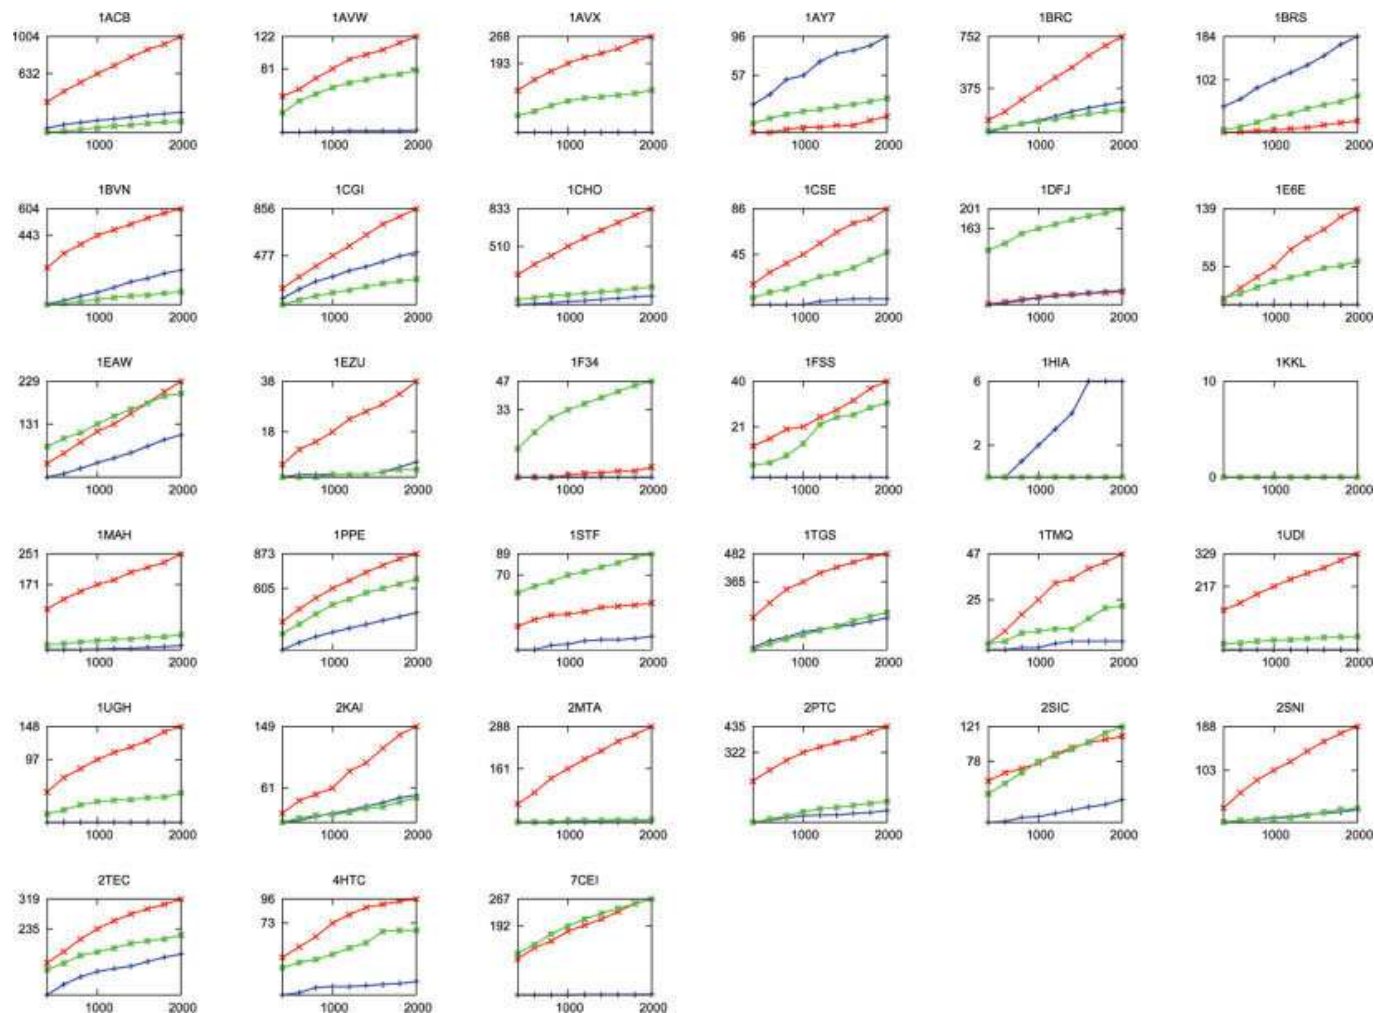 1ACB 1AVW 1AVX 1AY7 1BRC 1BRS
1004 122 268 96 752 184
632 81 193 57 375 102
1000 2000 1000 2000 1000 2000 1000 2000 1000 2000 1000 2000
1BVN 1CGI 1CHO 1CSE 1DFJ 1E6E
604 856 833 86 201 139
443 477 510 45 163 55
1000 2000 1000 2000 1000 2000 1000 2000 1000 2000 1000 2000
1EAW 1EZU 1F34 1FSS 1HIA 1KKL
229 38 47 40 6 10
131 18 33 21 2 0
1000 2000 1000 2000 1000 2000 1000 2000 1000 2000 1000 2000
1MAH 1PPE 1STF 1TGS 1TMQ 1UDI
251 873 89 482 47 329
171 605 70 365 25 217
1000 2000 1000 2000 1000 2000 1000 2000 1000 2000 1000 2000
1UGH 2KAI 2MTA 2PTC 2SIC 2SNI
148 149 288 435 121 188
97 61 161 322 78 103
1000 2000 1000 2000 1000 2000 1000 2000 1000 2000 1000 2000
2TEC 4HTC 7CEI
319 96 267
235 73 192
1000 2000 1000 2000 1000 2000